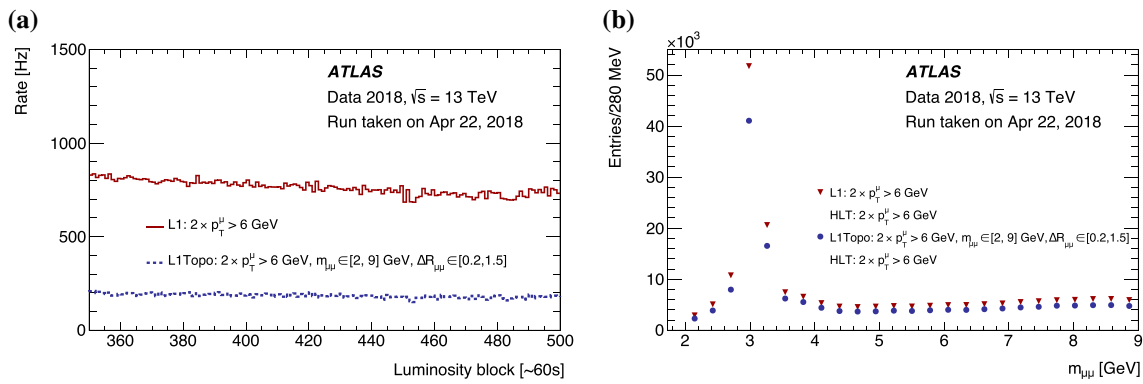 (a)
Rate [Hz]
1500
1000
500
0
ATLAS
Data 2018, √s = 13 TeV
Run taken on Apr 22, 2018
L1: 2× p_T^μ > 6 GeV
L1Topo: 2× p_T^μ > 6 GeV, m_μμ ∈ [2, 9] GeV, ΔR_μμ ∈ [0.2,1.5]
360 380 400 420 440 460 480 500
Luminosity block [~60s]
(b)
Entries/280 MeV
×10³
50
40
30
20
10
0
ATLAS
Data 2018, √s = 13 TeV
Run taken on Apr 22, 2018
L1: 2× p_T^μ > 6 GeV
HLT: 2× p_T^μ > 6 GeV
L1Topo: 2× p_T^μ > 6 GeV, m_μμ ∈ [2, 9] GeV, ΔR_μμ ∈ [0.2,1.5]
HLT: 2× p_T^μ > 6 GeV
2 3 4 5 6 7 8 9
m_μμ [GeV]